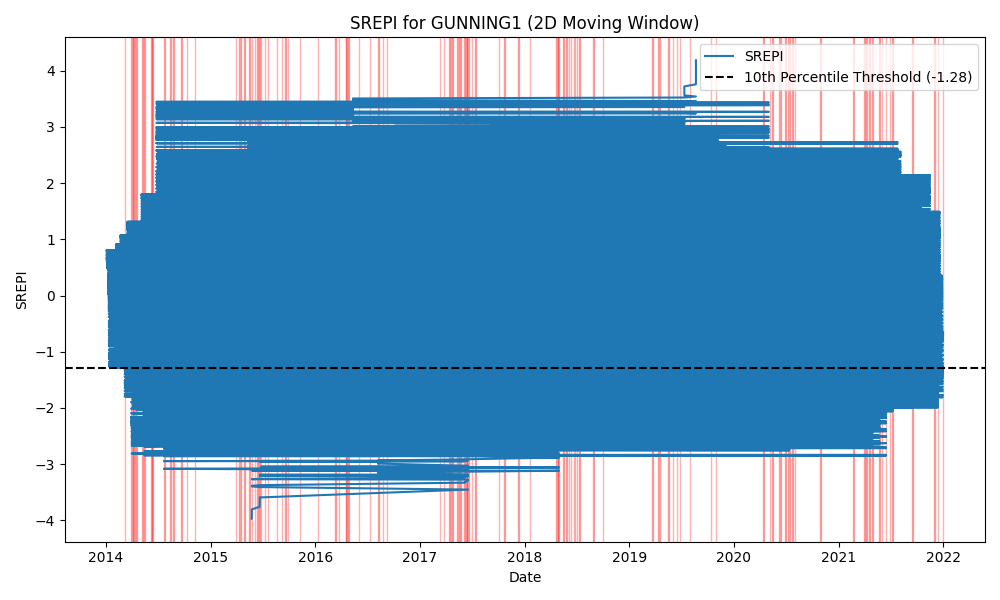 SREPI for GUNNING1 (2D Moving Window)
SREPI
10th Percentile Threshold (-1.28)
4
3
2
1
0
−1
−2
−3
−4
SREPI
2014 2015 2016 2017 2018 2019 2020 2021 2022
Date